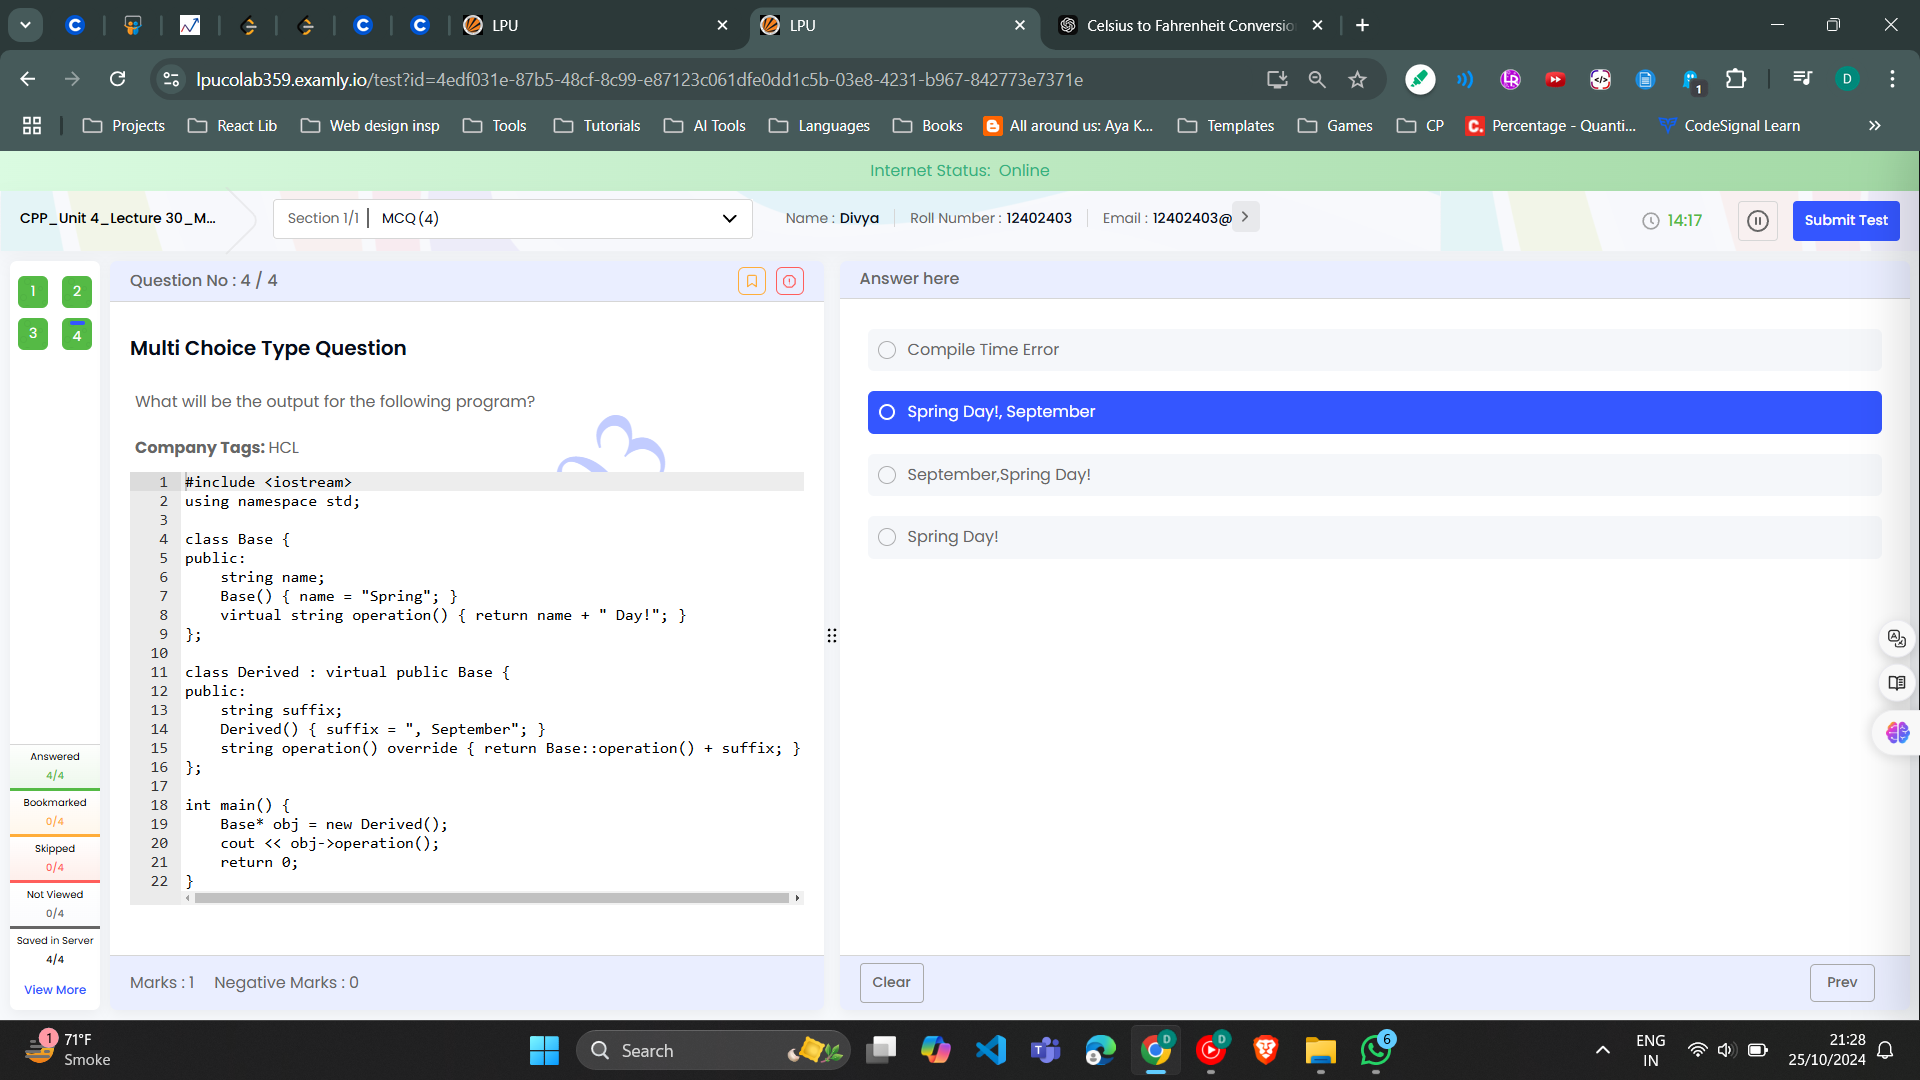 LPU
LPU
Celsius to Fahrenheit Conversio
lpucolab359.examly.io/test?id=4edf031e-87b5-48cf-8c99-e87123c061dfe0dd1c5b-03e8-4231-b967-842773e7371e
1
D
Projects
React Lib
Web design insp
Tools
Tutorials
AI Tools
Languages
Books
All around us: Aya K...
Templates
Games
CP
Percentage - Quanti...
CodeSignal Learn
Internet Status: Online
CPP_Unit 4_Lecture 30_M...
Section 1/1 | MCQ (4)
Name : Divya
Roll Number : 12402403
Email : 12402403@
14:17
Submit Test
1
2
3
4
Question No : 4 / 4
Multi Choice Type Question
What will be the output for the following program?
Company Tags: HCL
1 #include <iostream>
2 using namespace std;
3
4 class Base {
5 public:
6 string name;
7 Base() { name = "Spring"; }
8 virtual string operation() { return name + " Day!"; }
9 };
10
11 class Derived : virtual public Base {
12 public:
13 string suffix;
14 Derived() { suffix = ", September"; }
15 string operation() override { return Base::operation() + suffix; }
16 };
17
18 int main() {
19 Base* obj = new Derived();
20 cout << obj->operation();
21 return 0;
22 }
Marks : 1
Negative Marks : 0
Answer here
Compile Time Error
Spring Day!, September
September,Spring Day!
Spring Day!
Clear
Prev
Answered
4/4
Bookmarked
0/4
Skipped
0/4
Not Viewed
0/4
Saved in Server
4/4
View More
1
71°F
Smoke
Search
D
D
6
ENG
IN
21:28
25/10/2024